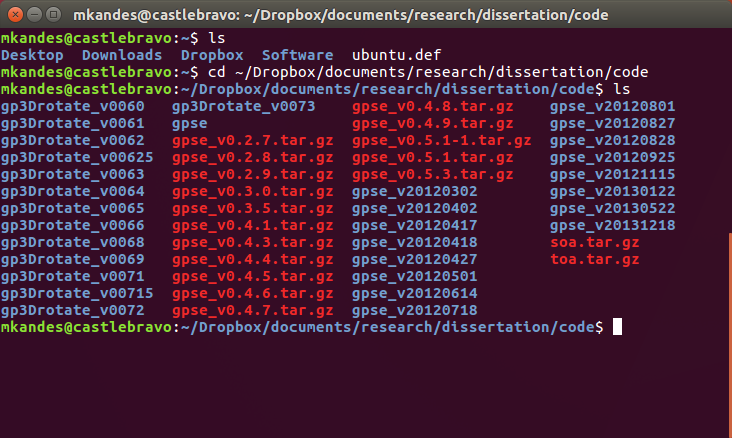 mkandes@castlebravo: ~/Dropbox/documents/research/dissertation/code
mkandes@castlebravo:~$ ls
Desktop  Downloads  Dropbox  Software  ubuntu.def
mkandes@castlebravo:~$ cd ~/Dropbox/documents/research/dissertation/code
mkandes@castlebravo:~/Dropbox/documents/research/dissertation/code$ ls
gp3Drotate_v0060   gp3Drotate_v0073    gpse_v0.4.8.tar.gz    gpse_v20120801
gp3Drotate_v0061   gpse                gpse_v0.4.9.tar.gz    gpse_v20120827
gp3Drotate_v0062   gpse_v0.2.7.tar.gz  gpse_v0.5.1-1.tar.gz  gpse_v20120828
gp3Drotate_v00625  gpse_v0.2.8.tar.gz  gpse_v0.5.1.tar.gz    gpse_v20120925
gp3Drotate_v0063   gpse_v0.2.9.tar.gz  gpse_v0.5.3.tar.gz    gpse_v20121115
gp3Drotate_v0064   gpse_v0.3.0.tar.gz  gpse_v20120302        gpse_v20130122
gp3Drotate_v0065   gpse_v0.3.5.tar.gz  gpse_v20120402        gpse_v20130522
gp3Drotate_v0066   gpse_v0.4.1.tar.gz  gpse_v20120417        gpse_v20131218
gp3Drotate_v0068   gpse_v0.4.3.tar.gz  gpse_v20120418        soa.tar.gz
gp3Drotate_v0069   gpse_v0.4.4.tar.gz  gpse_v20120427        toa.tar.gz
gp3Drotate_v0071   gpse_v0.4.5.tar.gz  gpse_v20120501
gp3Drotate_v00715  gpse_v0.4.6.tar.gz  gpse_v20120614
gp3Drotate_v0072   gpse_v0.4.7.tar.gz  gpse_v20120718
mkandes@castlebravo:~/Dropbox/documents/research/dissertation/code$